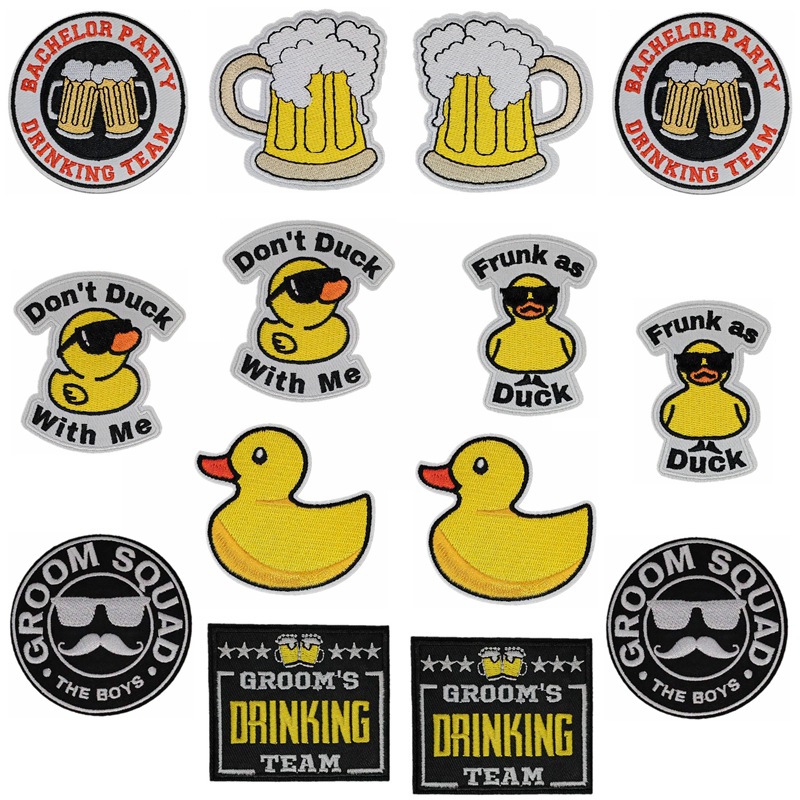 BACHELOR PARTY
DRINKING TEAM
BACHELOR PARTY
DRINKING TEAM
Don't Duck
With Me
Don't Duck
With Me
Frunk as
Duck
Frunk as
Duck
GROOM SQUAD
• THE BOYS •
GROOM'S
DRINKING
TEAM
GROOM'S
DRINKING
TEAM
GROOM SQUAD
• THE BOYS •